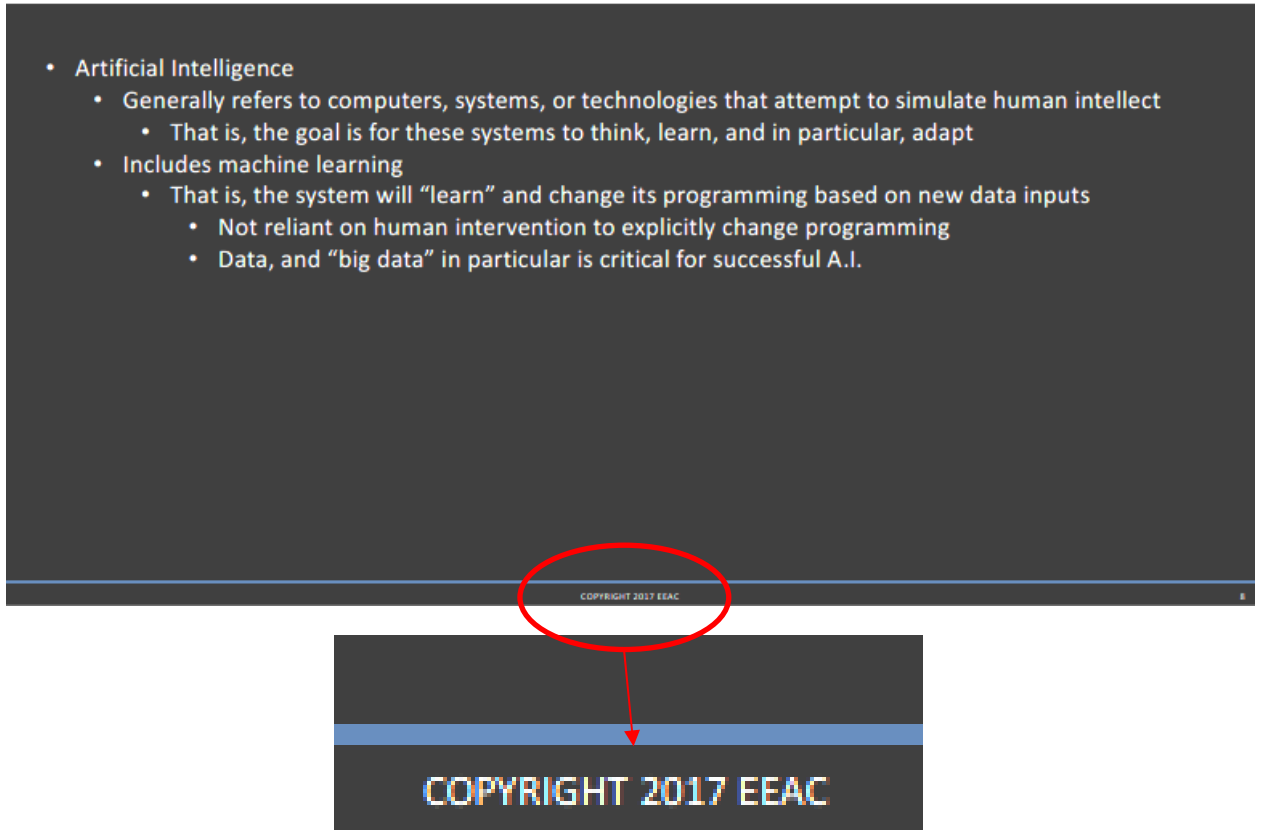 • Artificial Intelligence
• Generally refers to computers, systems, or technologies that attempt to simulate human intellect
• That is, the goal is for these systems to think, learn, and in particular, adapt
• Includes machine learning
• That is, the system will “learn” and change its programming based on new data inputs
• Not reliant on human intervention to explicitly change programming
• Data, and “big data” in particular is critical for successful A.I.
COPYRIGHT 2017 EEAC
COPYRIGHT 2017 EEAC